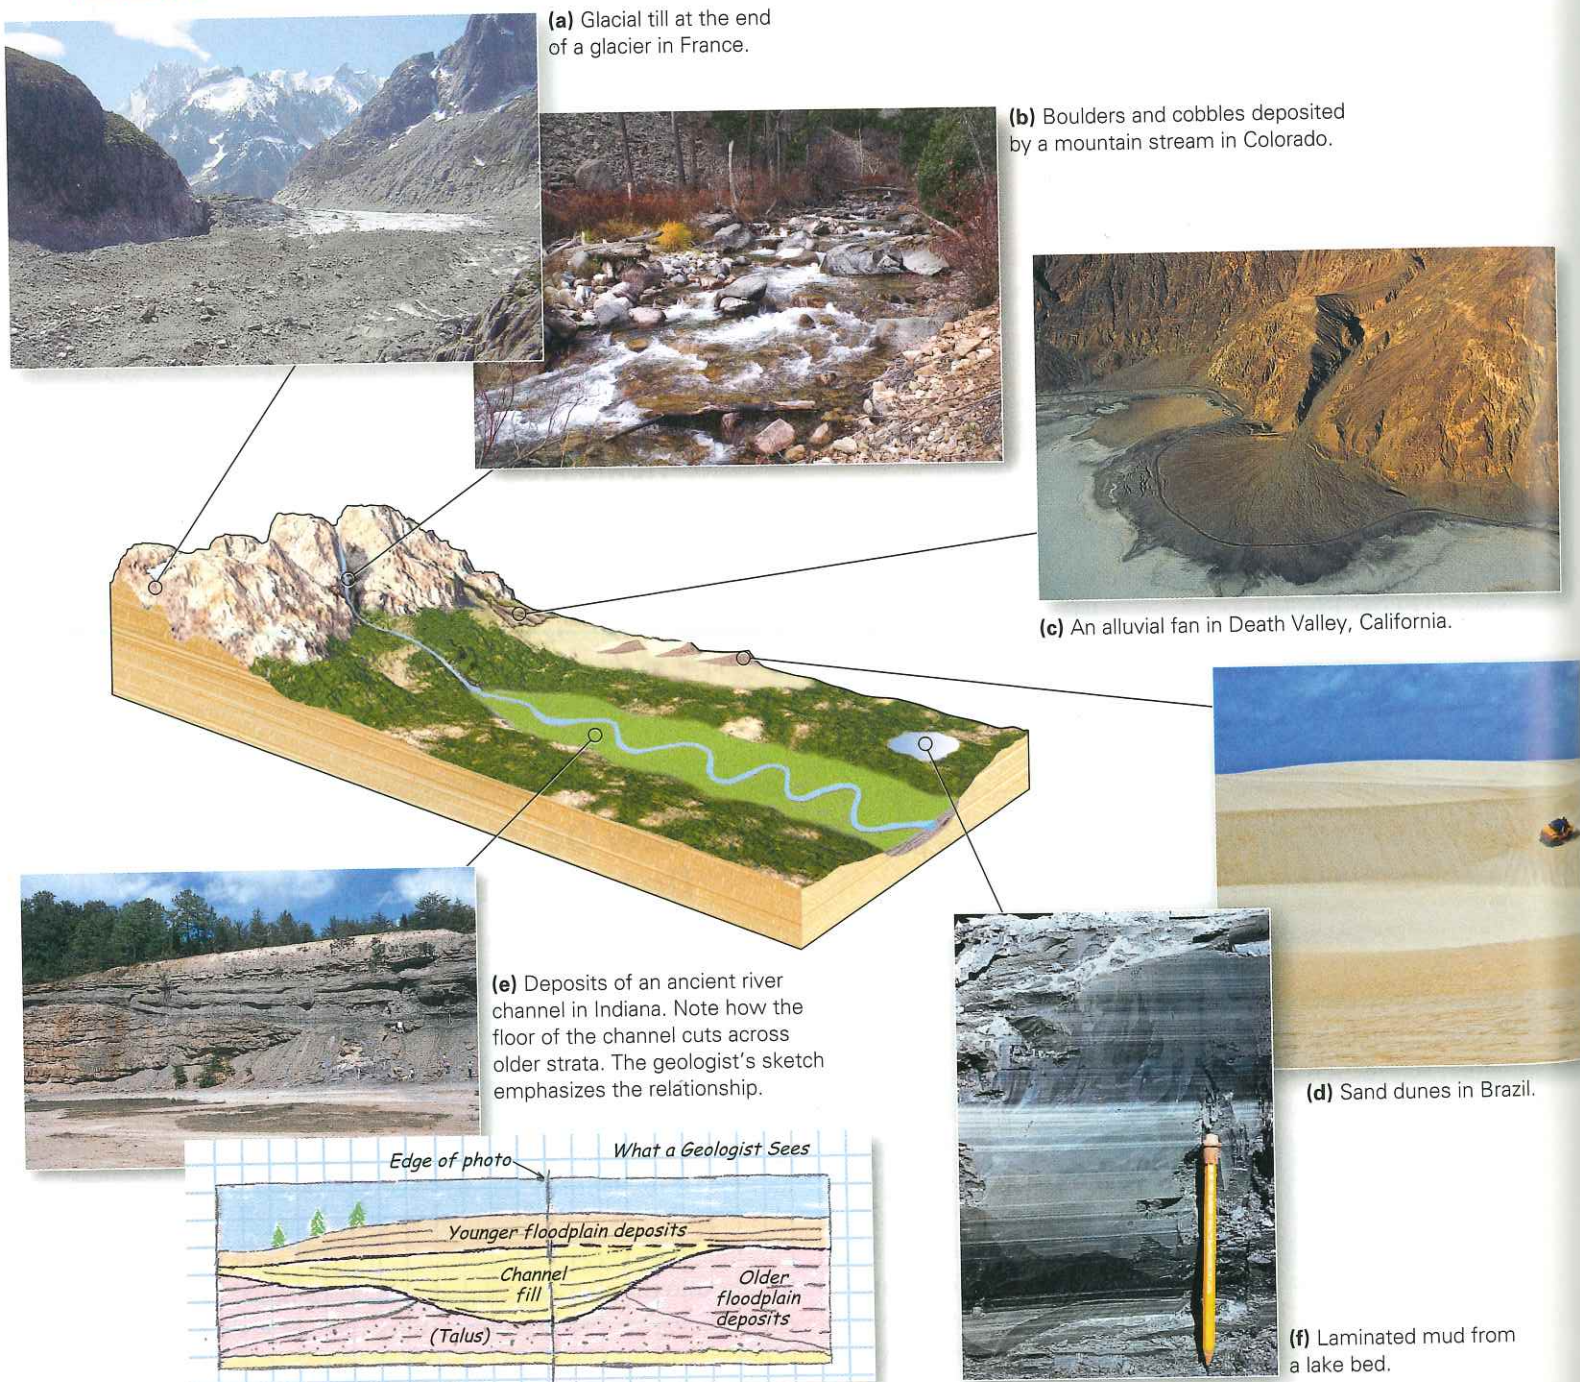 (a) Glacial till at the end
of a glacier in France.
(b) Boulders and cobbles deposited
by a mountain stream in Colorado.
(c) An alluvial fan in Death Valley, California.
(d) Sand dunes in Brazil.
(e) Deposits of an ancient river
channel in Indiana. Note how the
floor of the channel cuts across
older strata. The geologist's sketch
emphasizes the relationship.
What a Geologist Sees
Edge of photo
Younger floodplain deposits
Channel
fill
Older
floodplain
deposits
(Talus)
(f) Laminated mud from
a lake bed.